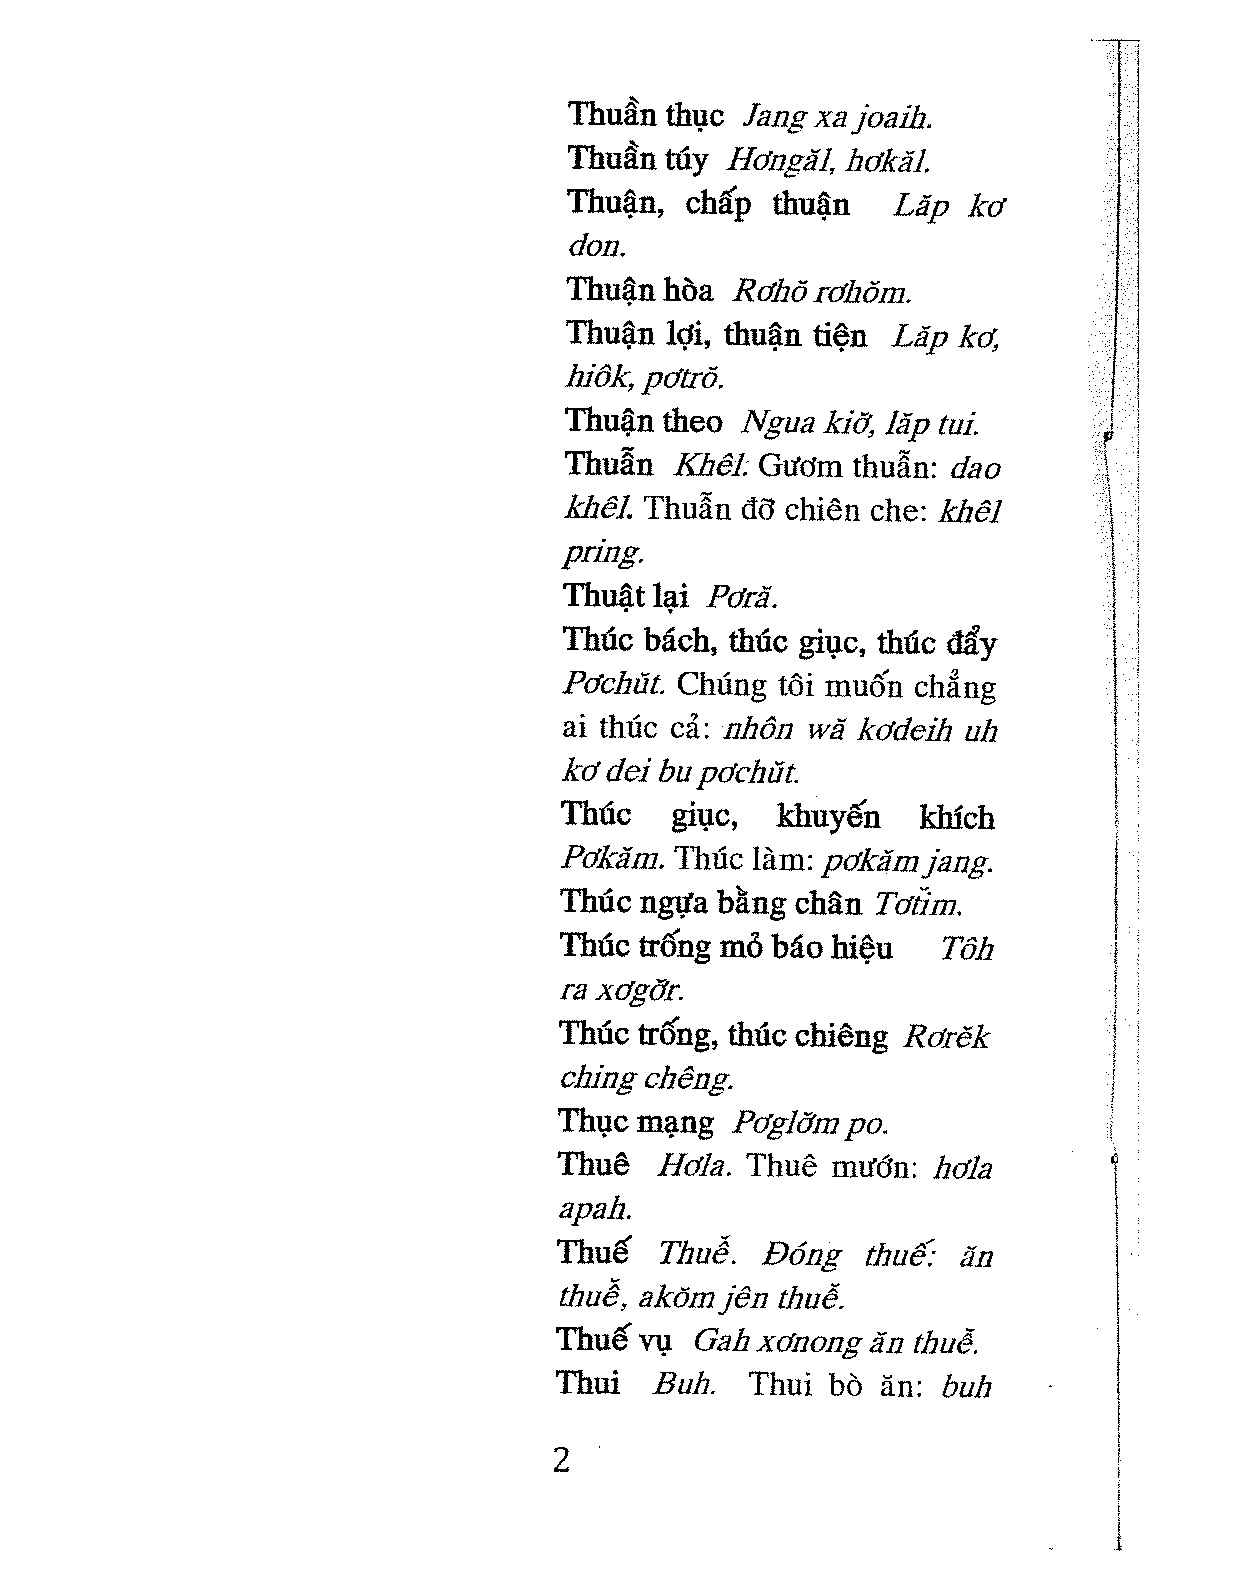 Thuần thục Jang xa joaih.
Thuần túy Hơngăl, hơkăl.
Thuận, chấp thuận Lăp kơ
don.
Thuận hòa Rơhŏ rơhŏm.
Thuận lợi, thuận tiện Lăp kơ,
hiôk, pơtrŏ.
Thuận theo Ngua kiơ̆, lăp tui.
Thuẫn Khêl. Gươm thuẫn: dao
khêl. Thuẫn đỡ chiên che: khêl
pring.
Thuật lại Pơră.
Thúc bách, thúc giục, thúc đẩy
Pơchŭt. Chúng tôi muốn chẳng
ai thúc cả: nhôn wă kơdeih uh
kơ dei bu pơchŭt.
Thúc giục, khuyến khích
Pơkăm. Thúc làm: pơkăm jang.
Thúc ngựa bằng chân Tơŭm.
Thúc trống mỏ báo hiệu Tôh
ra xơgơ̆r.
Thúc trống, thúc chiêng Rơrĕk
ching chêng.
Thục mạng Pơglơ̆m po.
Thuê Hơla. Thuê mướn: hơla
apah.
Thuế Thuê̆. Đóng thuế: ăn
thuê̆, akŏm jên thuê̆.
Thuế vụ Gah xơnong ăn thuê̆.
Thui Buh. Thui bò ăn: buh
2